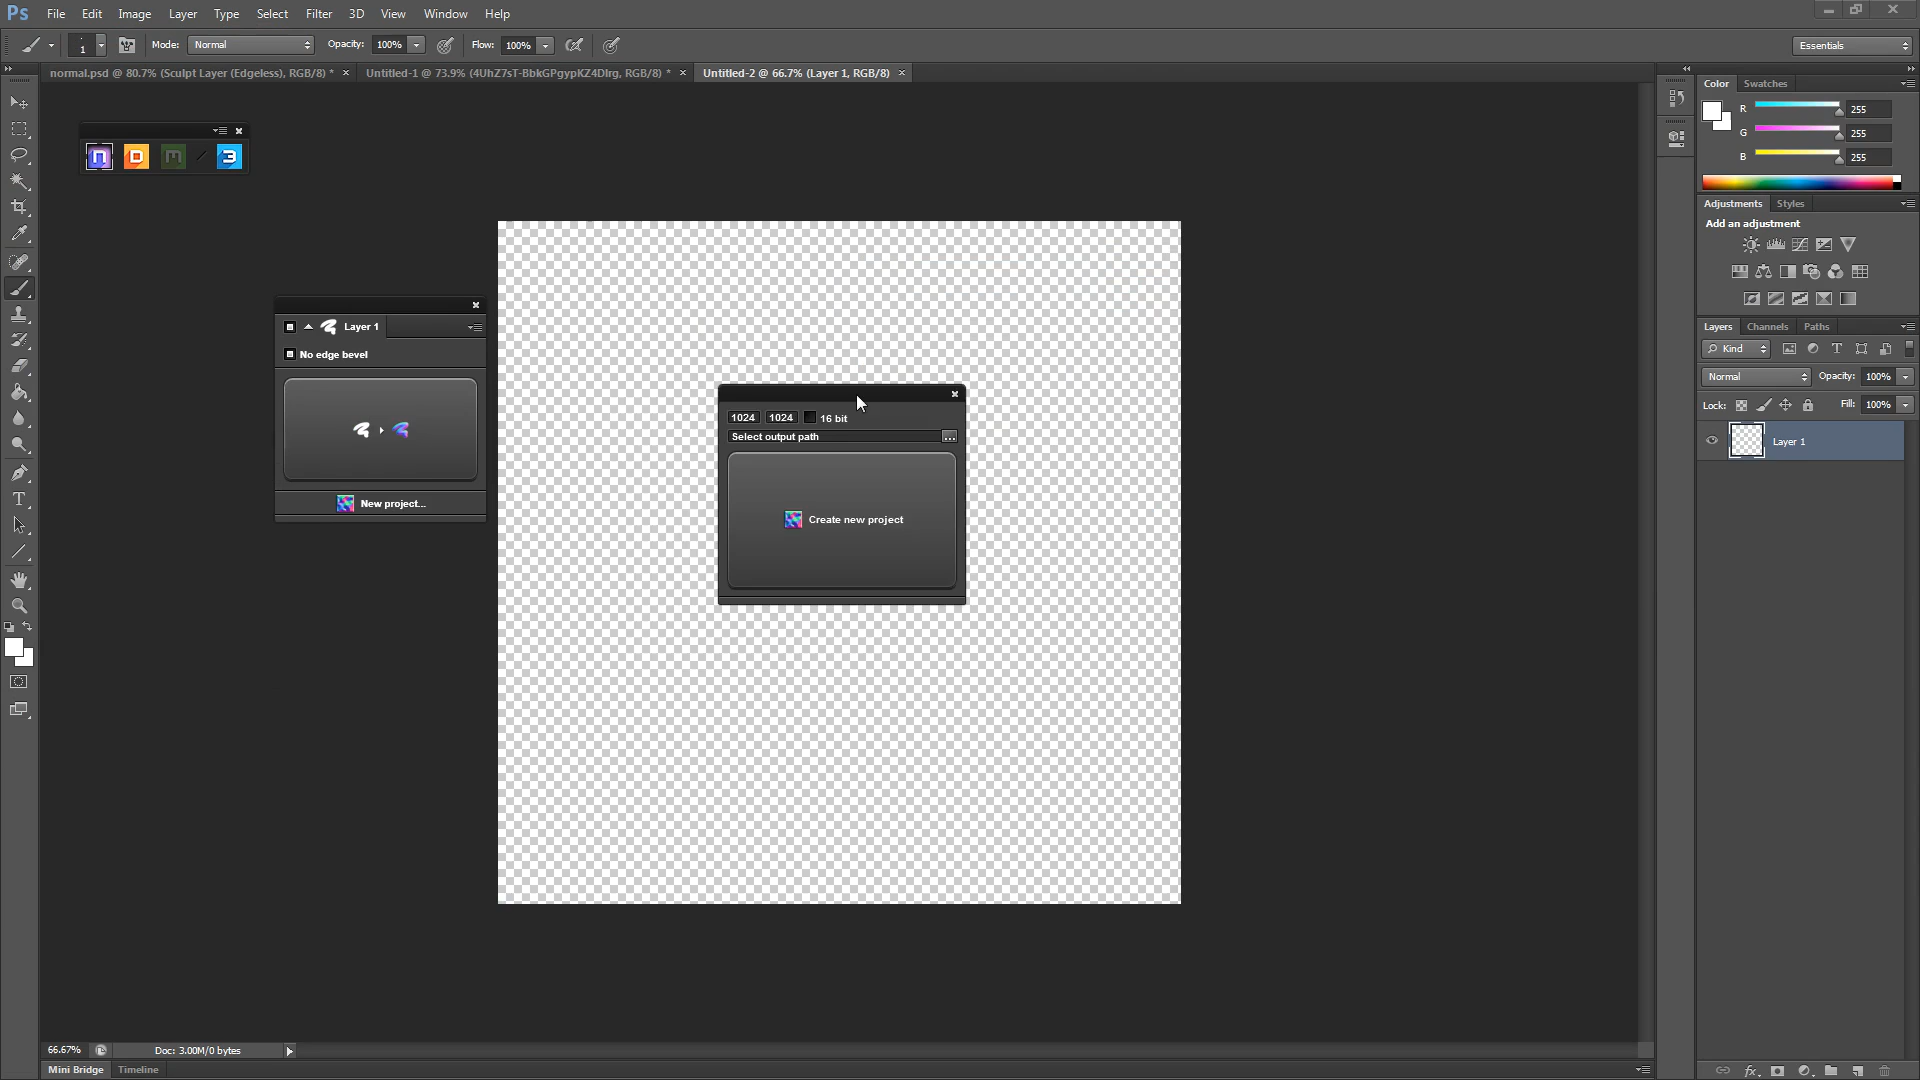 Ps File Edit Image Layer Type Select Filter 3D View Window Help
1 Mode: Normal Opacity: 100% Flow: 100% Essentials
normal.psd @ 80.7% (Sculpt Layer (Edgeless), RGB/8) * Untitled-1 @ 73.9% (4UhZ7sT-BbkGPgypKZ4DIrg, RGB/8) * Untitled-2 @ 66.7% (Layer 1, RGB/8)
Color Swatches
R 255
G 255
B 255
n D m 3
Adjustments Styles
Add an adjustment
Layer 1
No edge bevel
New project...
1024 1024 16 bit
Select output path ...
Create new project
Layers Channels Paths
Kind
Normal Opacity: 100%
Lock: Fill: 100%
Layer 1
T
66.67% Doc: 3.00M/0 bytes
Mini Bridge Timeline
fx